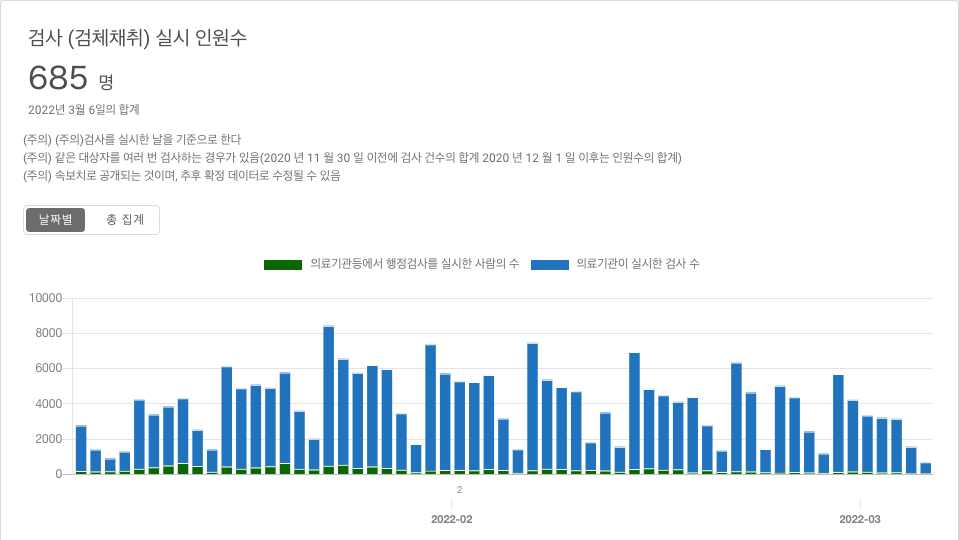 검사 (검체채취) 실시 인원수
685 명
2022년 3월 6일의 합계
(주의) (주의)검사를 실시한 날을 기준으로 한다
(주의) 같은 대상자를 여러 번 검사하는 경우가 있음(2020 년 11 월 30 일 이전에 검사 건수의 합계 2020 년 12 월 1 일 이후는 인원수의 합계)
(주의) 속보치로 공개되는 것이며, 추후 확정 데이터로 수정될 수 있음
날짜별 총 집계
의료기관등에서 행정검사를 실시한 사람의 수 의료기관이 실시한 검사 수
10000
8000
6000
4000
2000
0
2
2022-02 2022-03